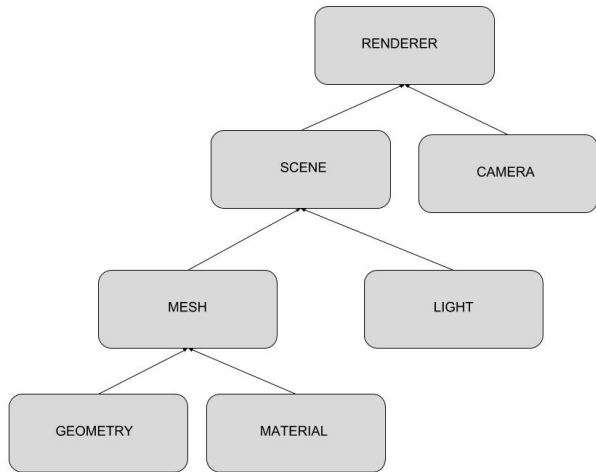 RENDERER
SCENE
CAMERA
MESH
LIGHT
GEOMETRY
MATERIAL